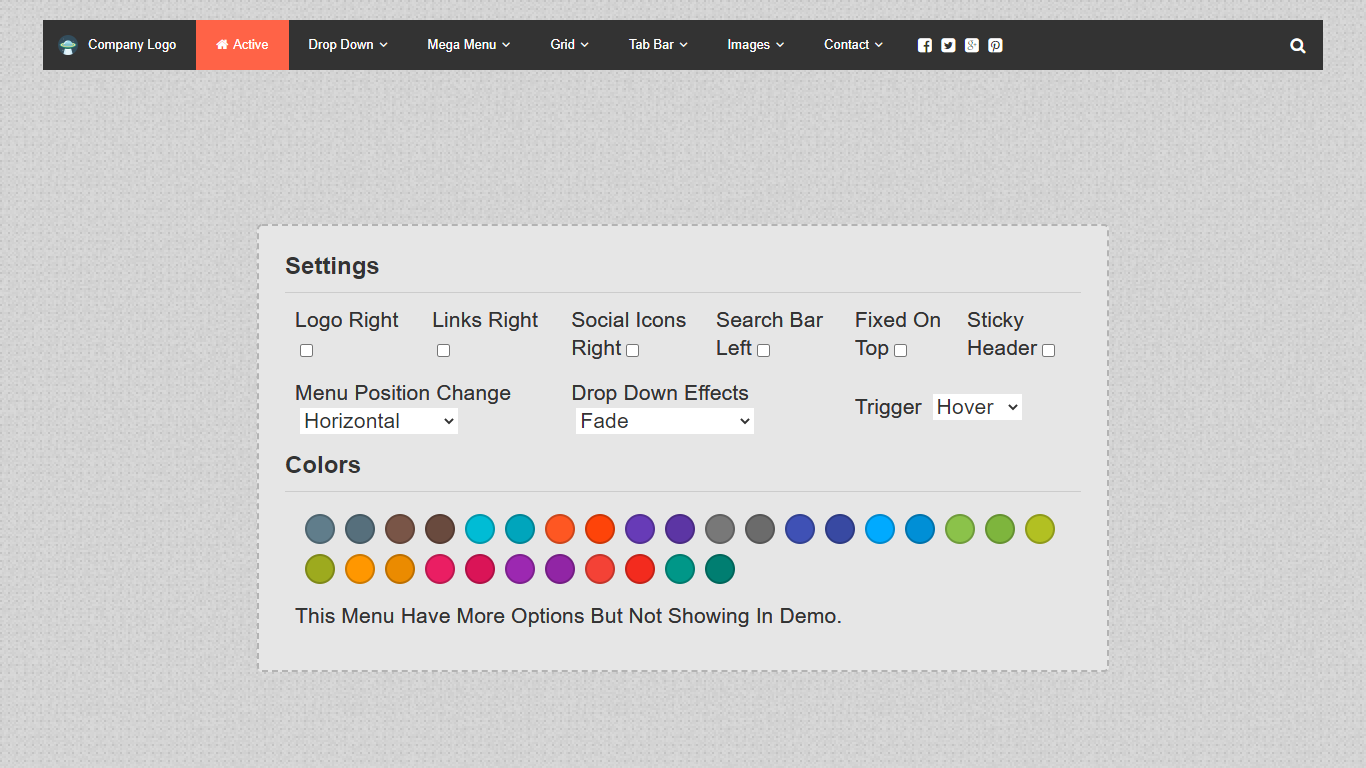 Company Logo Active Drop Down Mega Menu Grid Tab Bar Images Contact
Settings
Logo Right Links Right Social Icons Right Search Bar Left Fixed On Top Sticky Header
Menu Position Change Drop Down Effects
Horizontal Fade Trigger Hover
Colors
This Menu Have More Options But Not Showing In Demo.